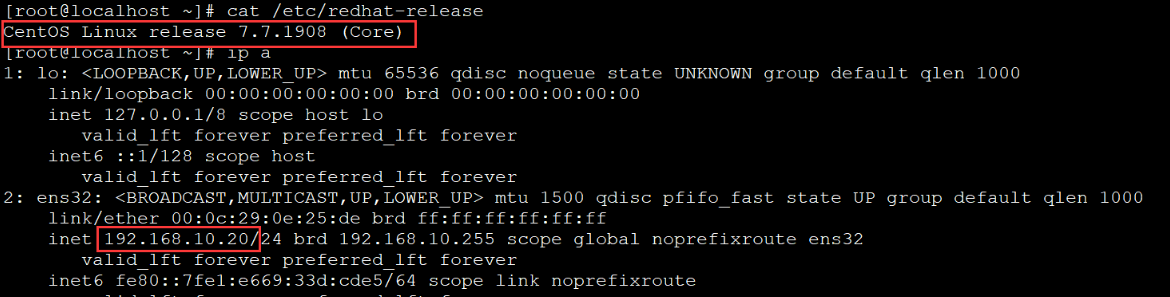 [root@localhost ~]# cat /etc/redhat-release
CentOS Linux release 7.7.1908 (Core)
[root@localhost ~]# ip a
1: lo: <LOOPBACK,UP,LOWER_UP> mtu 65536 qdisc noqueue state UNKNOWN group default qlen 1000
    link/loopback 00:00:00:00:00:00 brd 00:00:00:00:00:00
    inet 127.0.0.1/8 scope host lo
       valid_lft forever preferred_lft forever
    inet6 ::1/128 scope host
       valid_lft forever preferred_lft forever
2: ens32: <BROADCAST,MULTICAST,UP,LOWER_UP> mtu 1500 qdisc pfifo_fast state UP group default qlen 1000
    link/ether 00:0c:29:0e:25:de brd ff:ff:ff:ff:ff:ff
    inet 192.168.10.20/24 brd 192.168.10.255 scope global noprefixroute ens32
       valid_lft forever preferred_lft forever
    inet6 fe80::7fe1:e669:33d:cde5/64 scope link noprefixroute